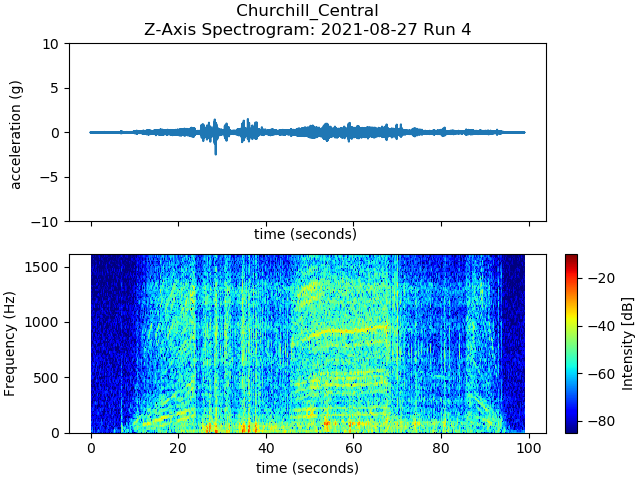 Churchill_Central
Z-Axis Spectrogram: 2021-08-27 Run 4
10
5
0
−5
−10
acceleration (g)
time (seconds)
1500
1000
500
0
Frequency (Hz)
0 20 40 60 80 100
time (seconds)
−20
−40
−60
−80
Intensity [dB]